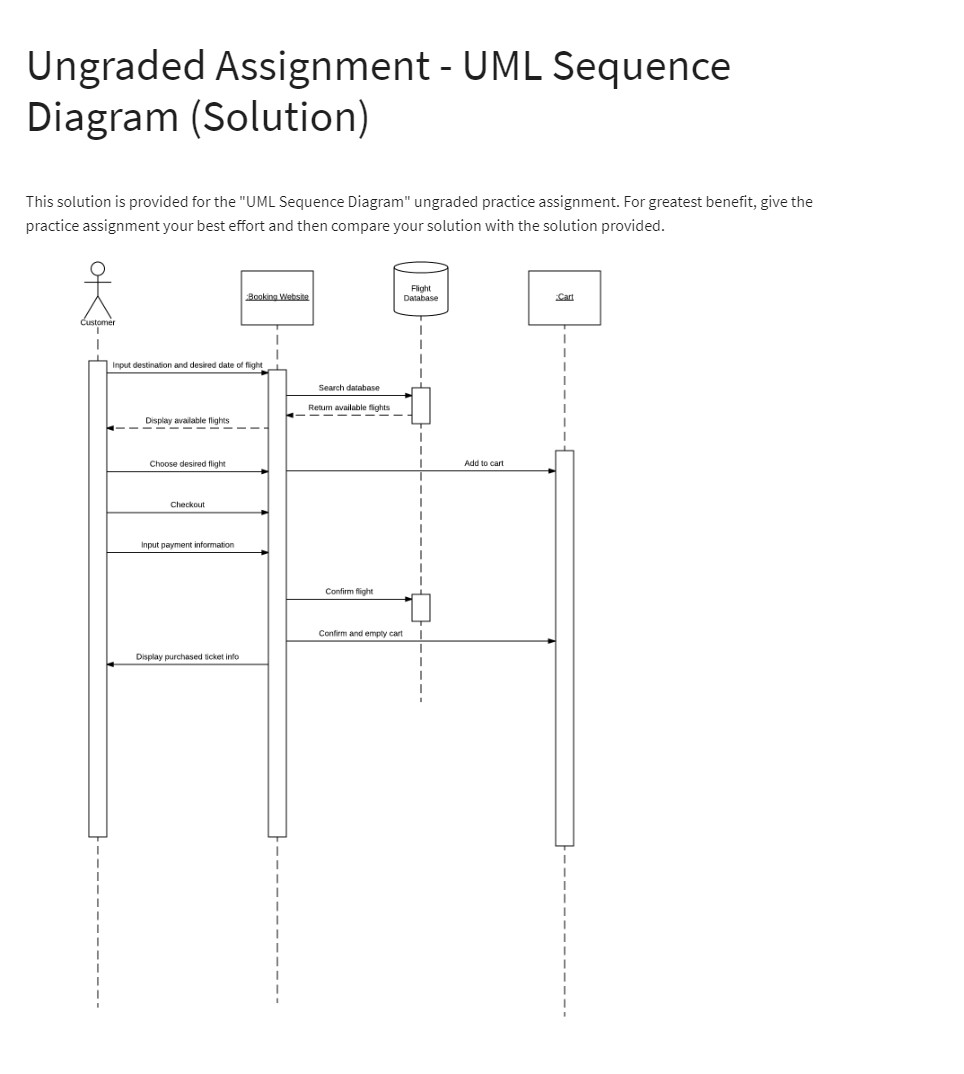 Ungraded Assignment - UML Sequence
Diagram (Solution)
This solution is provided for the "UML Sequence Diagram" ungraded practice assignment. For greatest benefit, give the
practice assignment your best effort and then compare your solution with the solution provided.
Customer
:Booking Website
Flight
Database
:Cart
Input destination and desired date of flight
Search database
Return available flights
Display available flights
Choose desired flight
Add to cart
Checkout
Input payment information
Confirm flight
Confirm and empty cart
Display purchased ticket info